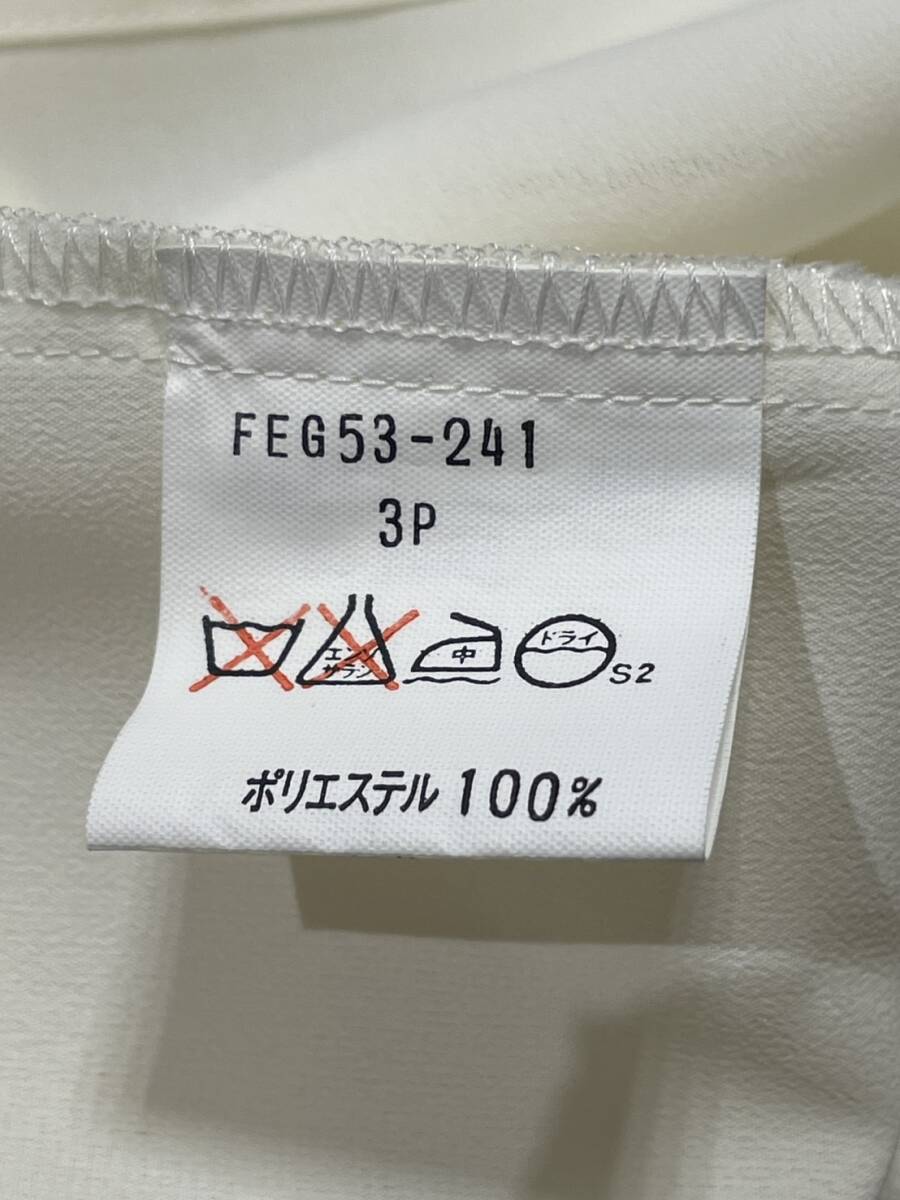 FEG53-241
3P
エンソ
サラシ
中
ドライ
S2
ポリエステル 100%